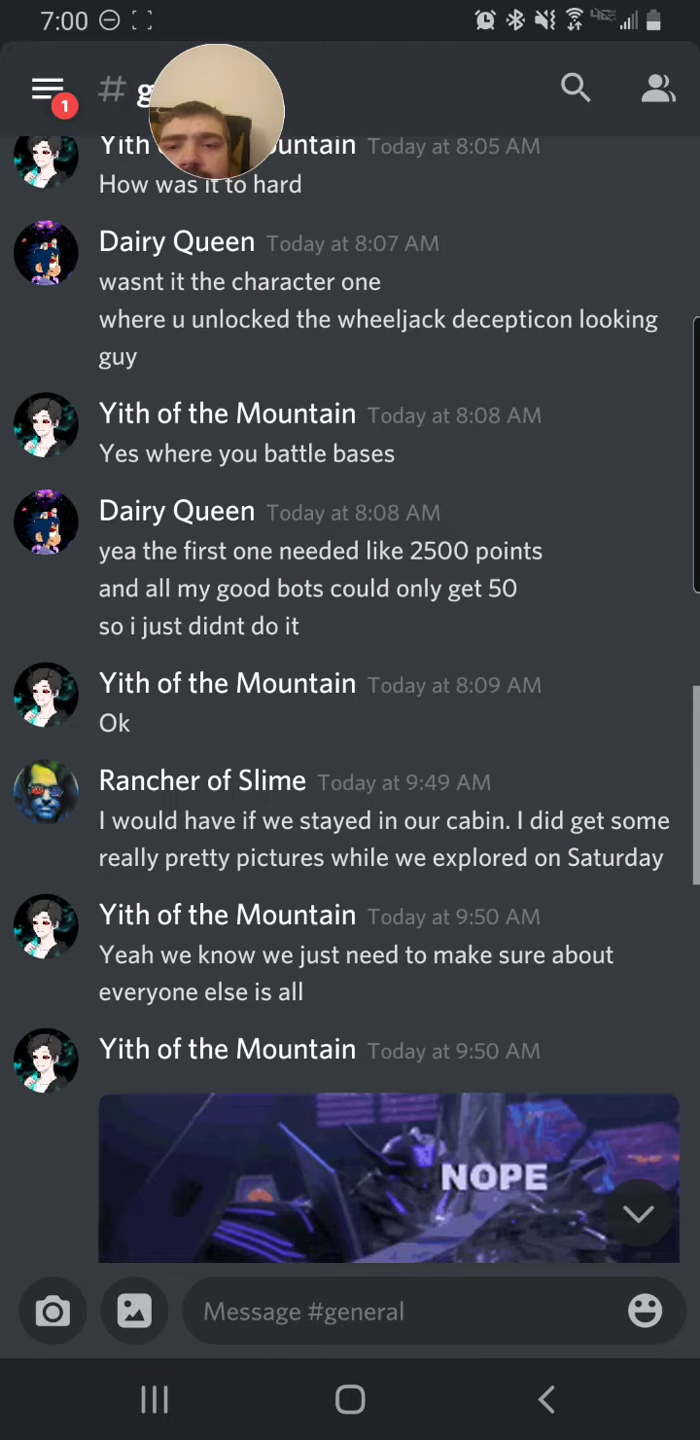 7:00
1
# g
Yith untain Today at 8:05 AM
How was it to hard
Dairy Queen Today at 8:07 AM
wasnt it the character one
where u unlocked the wheeljack decepticon looking
guy
Yith of the Mountain Today at 8:08 AM
Yes where you battle bases
Dairy Queen Today at 8:08 AM
yea the first one needed like 2500 points
and all my good bots could only get 50
so i just didnt do it
Yith of the Mountain Today at 8:09 AM
Ok
Rancher of Slime Today at 9:49 AM
I would have if we stayed in our cabin. I did get some
really pretty pictures while we explored on Saturday
Yith of the Mountain Today at 9:50 AM
Yeah we know we just need to make sure about
everyone else is all
Yith of the Mountain Today at 9:50 AM
NOPE
Message #general